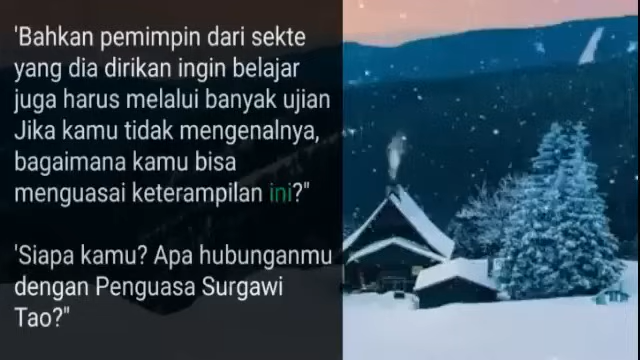 'Bahkan pemimpin dari sekte
yang dia dirikan ingin belajar
juga harus melalui banyak ujian
Jika kamu tidak mengenalnya,
bagaimana kamu bisa
menguasai keterampilan ini?"
'Siapa kamu? Apa hubunganmu
dengan Penguasa Surgawi
Tao?"